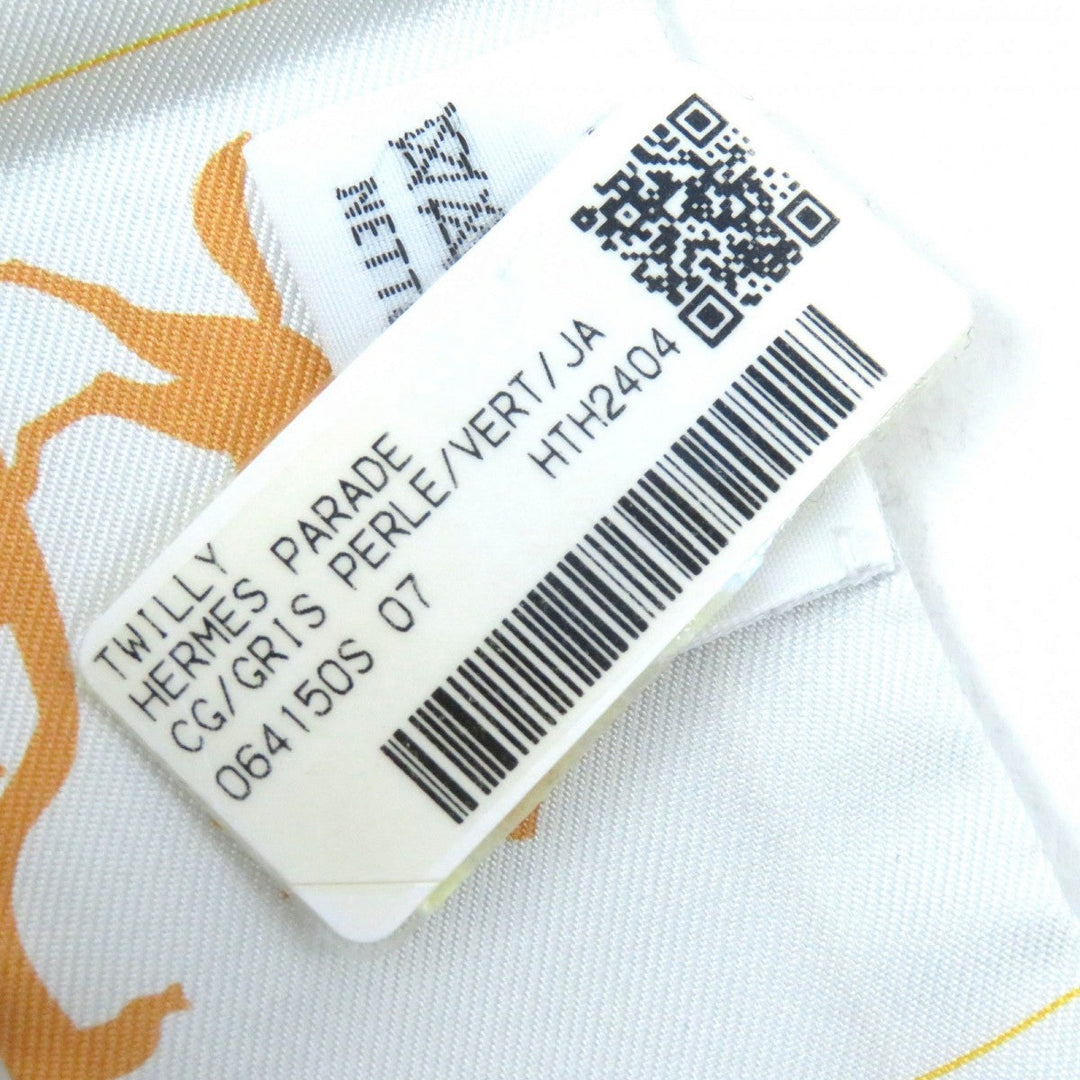 TWILLY
HERMES PARADE
CG/GRIS PERLE/VERT/JA
064150S 07
HTH2404